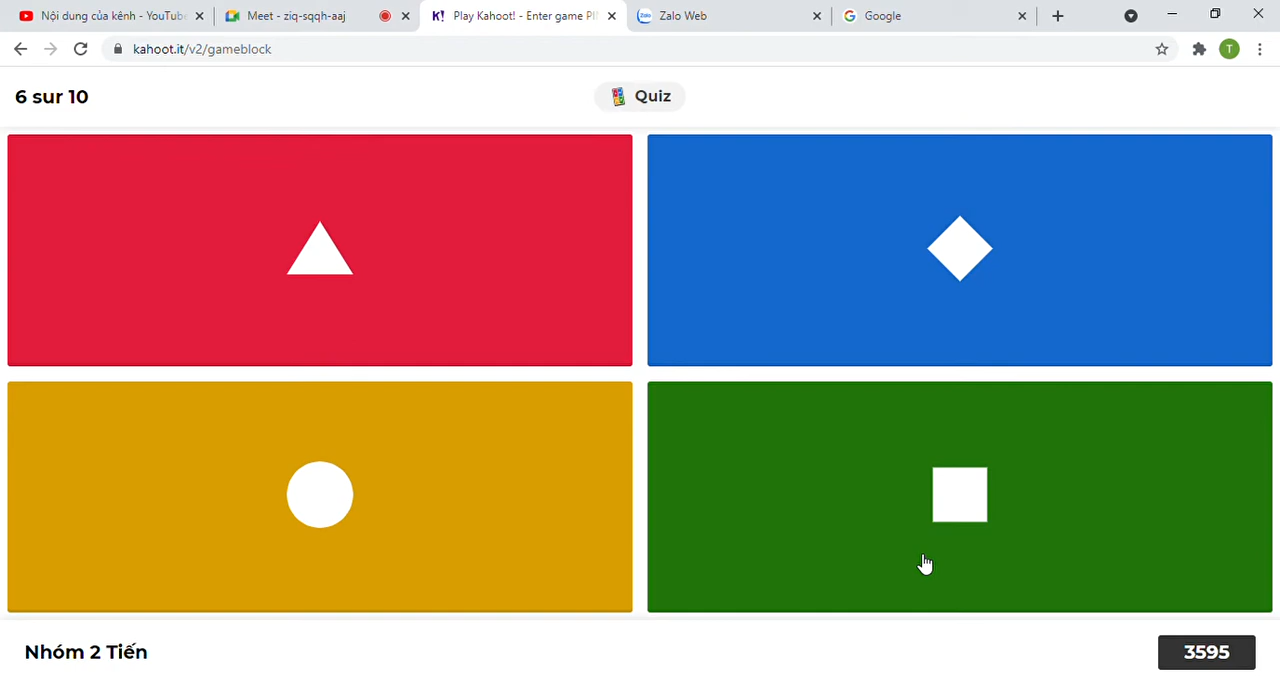 Nội dung của kênh - YouTube
Meet - ziq-sqqh-aaj
Play Kahoot! - Enter game PI
Zalo Web
Google
kahoot.it/v2/gameblock
T
6 sur 10
Quiz
Nhóm 2 Tiến
3595